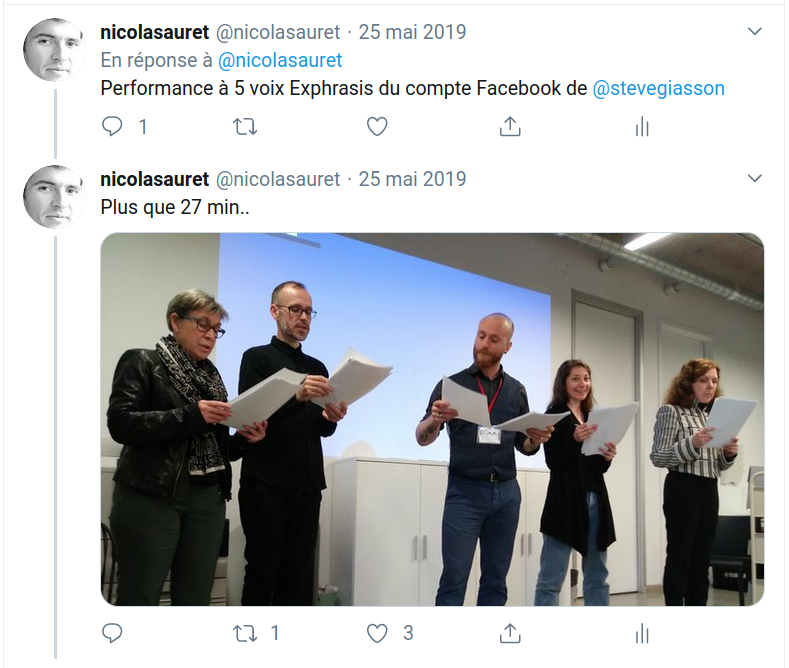 nicolasauret @nicolasauret · 25 mai 2019
En réponse à @nicolasauret
Performance à 5 voix Exphrasis du compte Facebook de @stevegiasson
1
nicolasauret @nicolasauret · 25 mai 2019
Plus que 27 min..
1 3